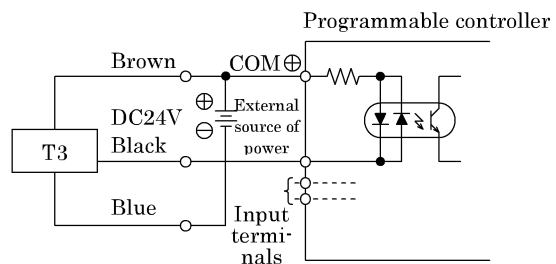 Programmable controller
Brown
COM ⊕
DC24V
⊕
⊖
External
source of
power
T3
Black
Blue
Input
termi-
nals